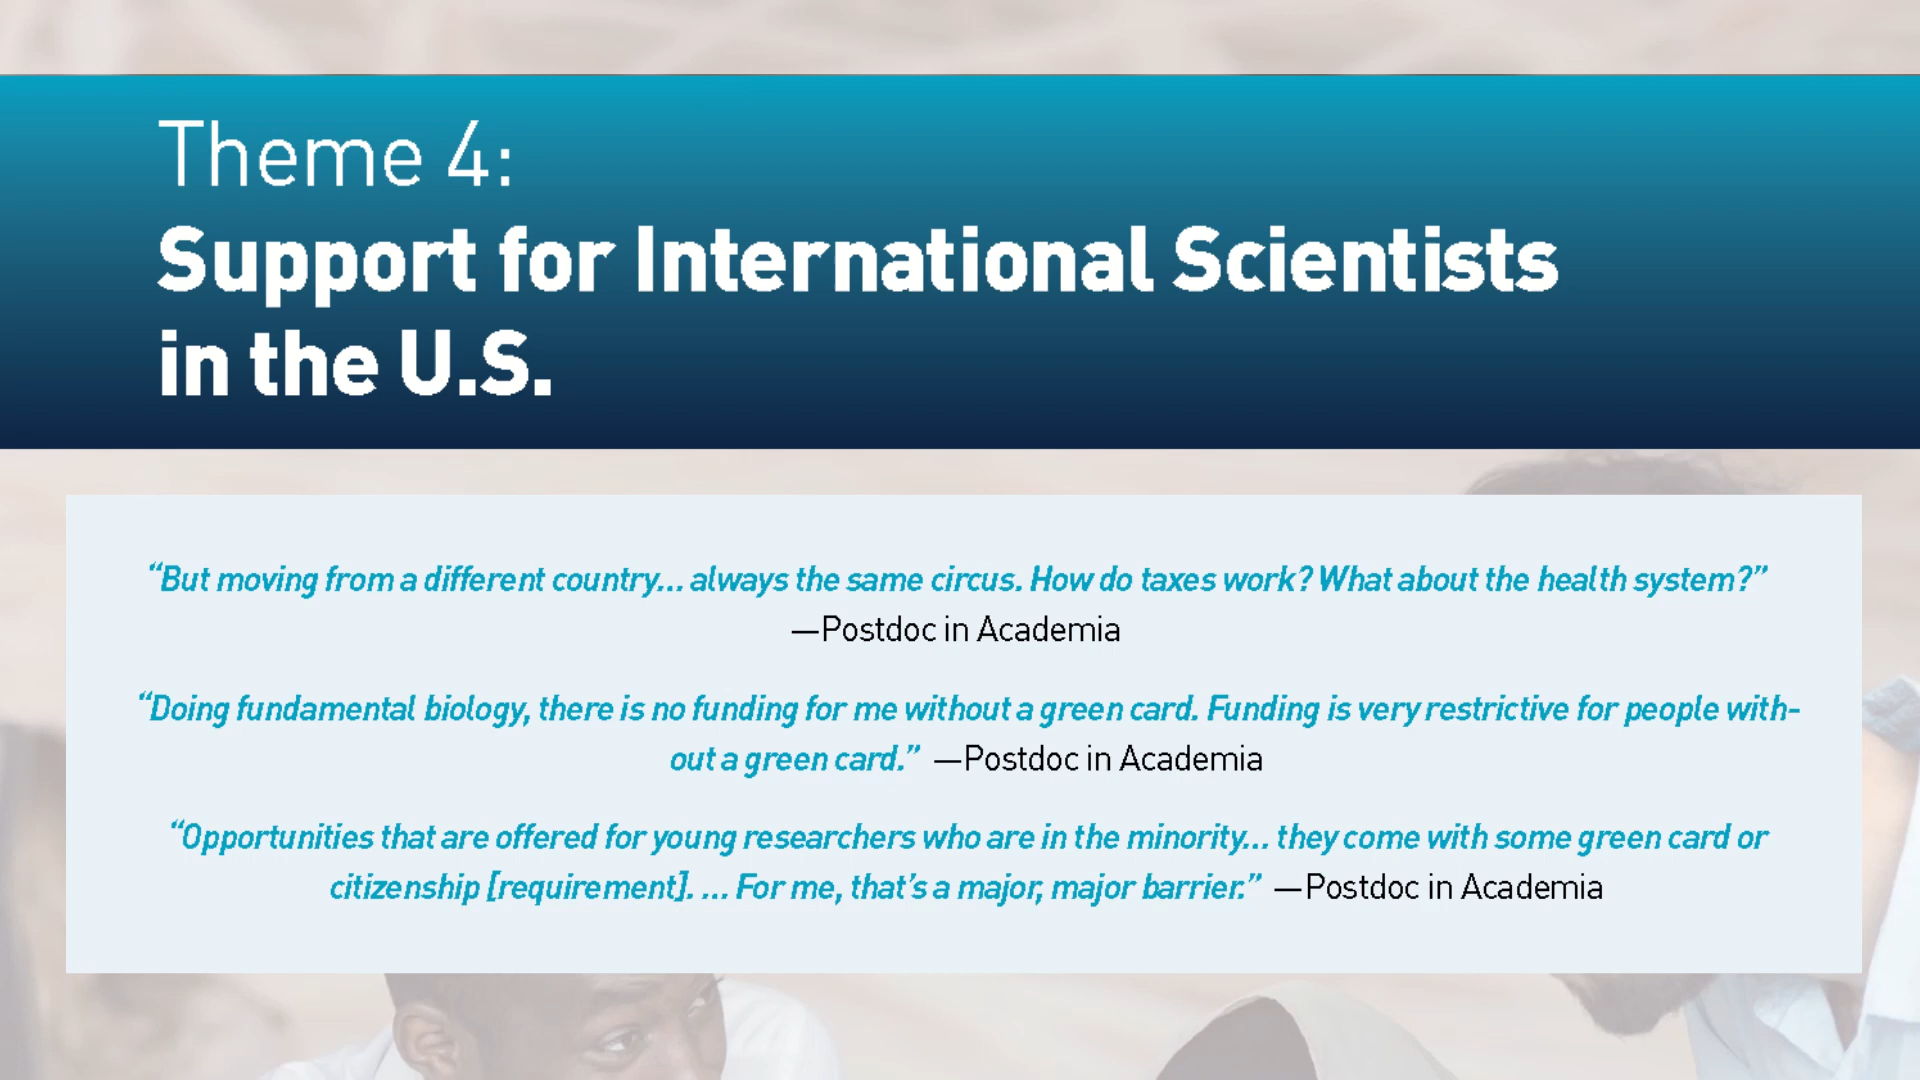 Theme 4:
Support for International Scientists
in the U.S.
“But moving from a different country... always the same circus. How do taxes work? What about the health system?”
—Postdoc in Academia
“Doing fundamental biology, there is no funding for me without a green card. Funding is very restrictive for people with-
out a green card.” —Postdoc in Academia
“Opportunities that are offered for young researchers who are in the minority... they come with some green card or
citizenship [requirement]. ... For me, that’s a major, major barrier.” —Postdoc in Academia